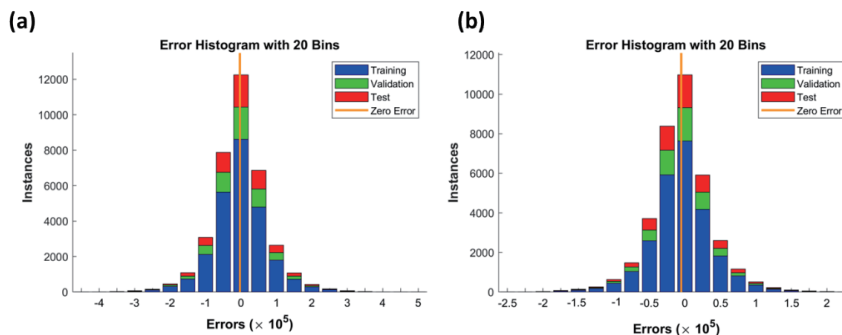 (a)
Error Histogram with 20 Bins
12000
10000
8000
6000
4000
2000
0
Instances
Training
Validation
Test
Zero Error
-4 -3 -2 -1 0 1 2 3 4 5
Errors (× 10⁵)
(b)
Error Histogram with 20 Bins
12000
10000
8000
6000
4000
2000
0
Instances
Training
Validation
Test
Zero Error
-2.5 -2 -1.5 -1 -0.5 0 0.5 1 1.5 2
Errors (× 10⁵)